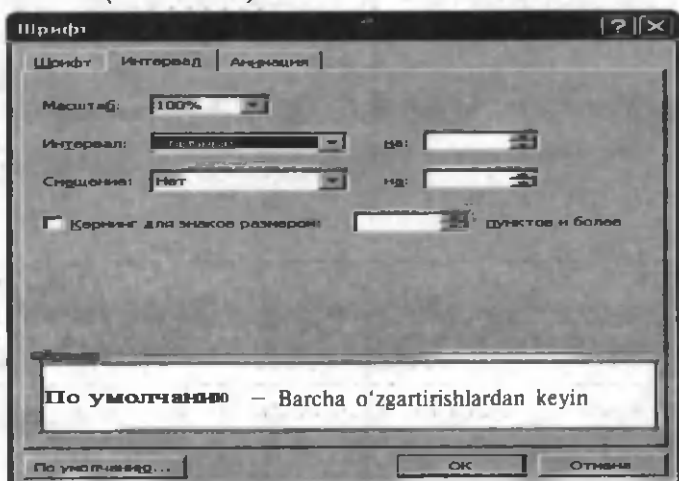 Шрифт
Шрифт Интервал Анимация
Масштаб: 100%
Интервал: на:
Смещение: Нет на:
Кернинг для знаков размером: пунктов и более
По умолчанию – Barcha o‘zgartirishlardan keyin
По умолчанию... ОК Отмена